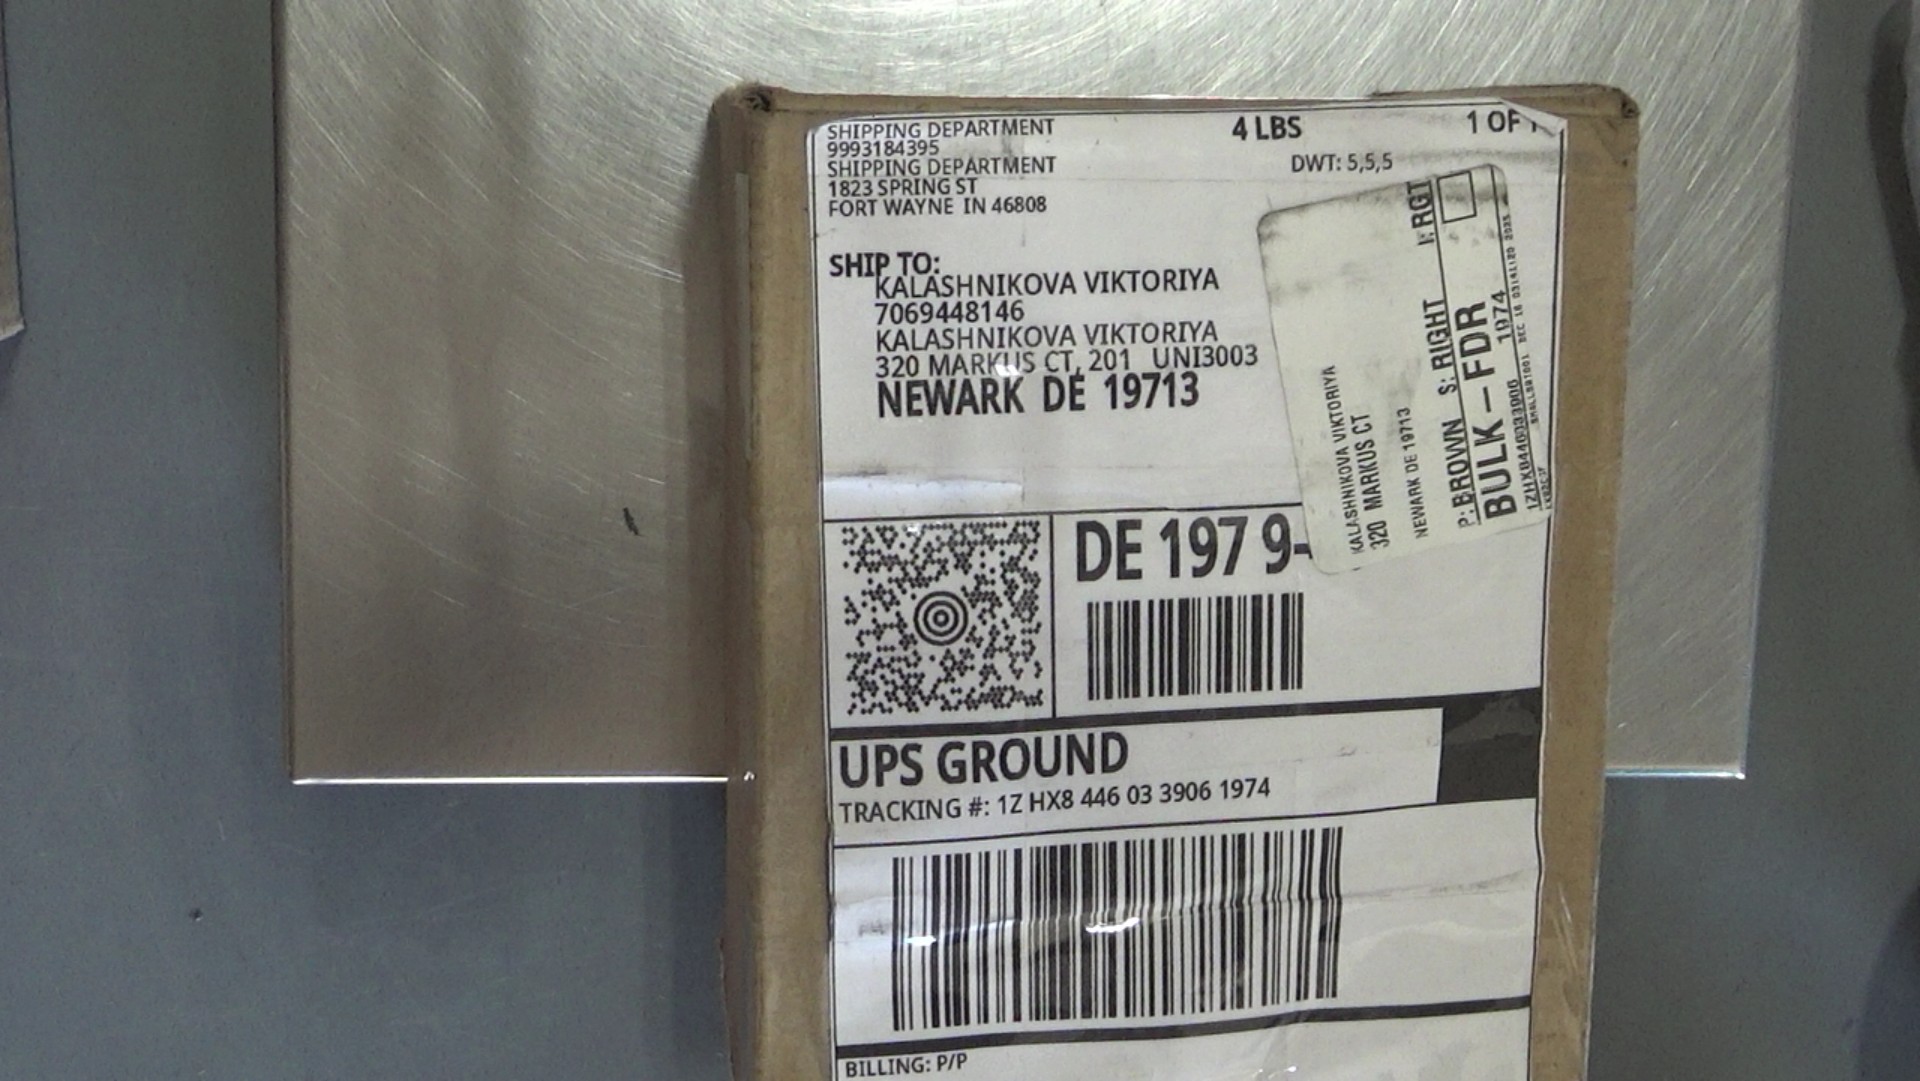 SHIPPING DEPARTMENT
9993184395
SHIPPING DEPARTMENT
1823 SPRING ST
FORT WAYNE IN 46808
4 LBS
1 OF
DWT: 5,5,5
SHIP TO:
KALASHNIKOVA VIKTORIYA
7069448146
KALASHNIKOVA VIKTORIYA
320 MARKUS CT, 201 UNI3003
NEWARK DE 19713
KALASHNIKOVA VIKTORIYA
320 MARKUS CT
NEWARK DE 19713
P: BROWN S: RIGHT
BULK-FDR
1974
DE 197 9-
UPS GROUND
TRACKING #: 1Z HX8 446 03 3906 1974
BILLING: P/P